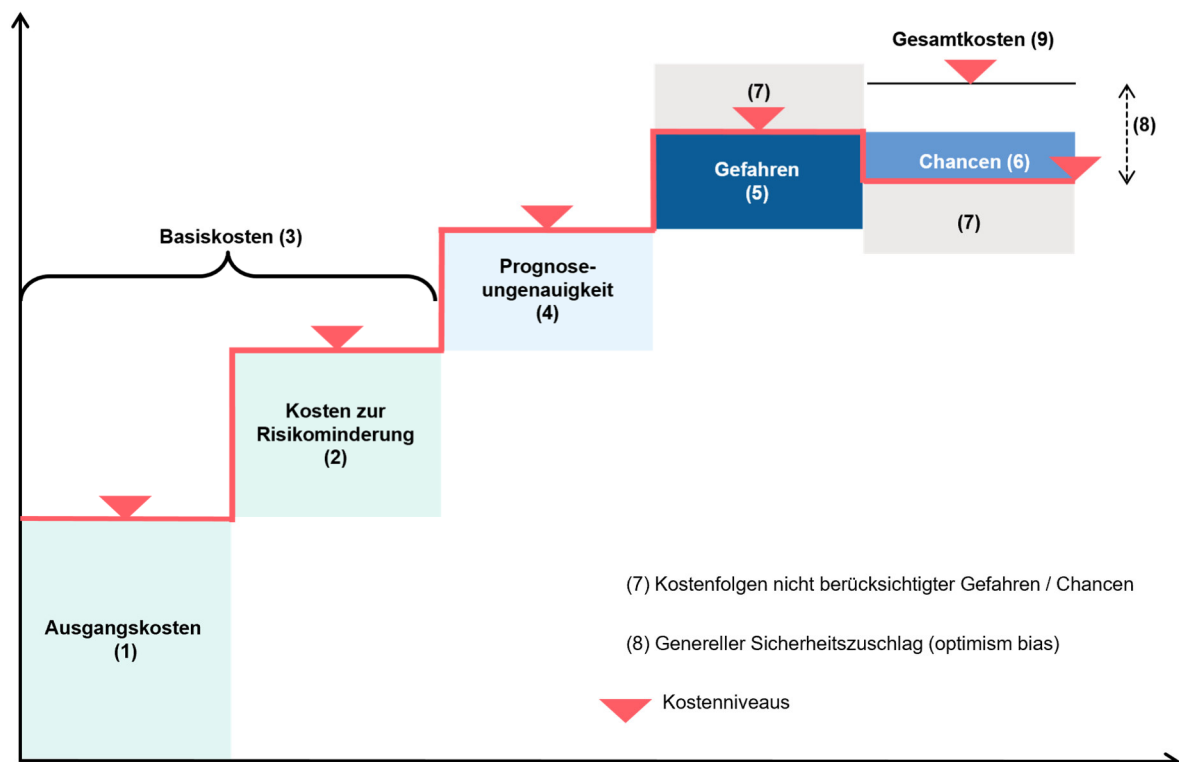 Gesamtkosten (9)
(7)
(8)
Gefahren
(5)
Chancen (6)
(7)
Basiskosten (3)
Prognose-
ungenauigkeit
(4)
Kosten zur
Risikominderung
(2)
Ausgangskosten
(1)
(7) Kostenfolgen nicht berücksichtigter Gefahren / Chancen
(8) Genereller Sicherheitszuschlag (optimism bias)
Kostenniveaus